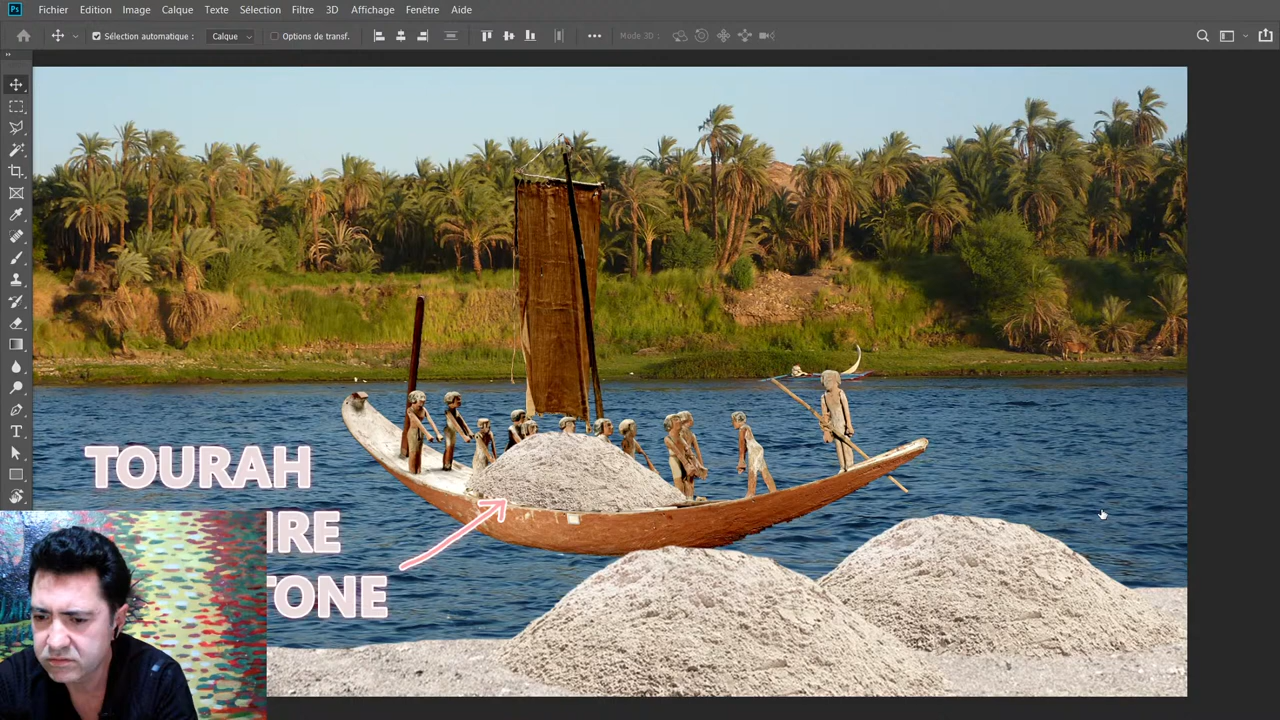 Ps Fichier Edition Image Calque Texte Sélection Filtre 3D Affichage Fenêtre Aide
Sélection automatique : Calque Options de transf. Mode 3D :
TOURAH
IRE
TONE